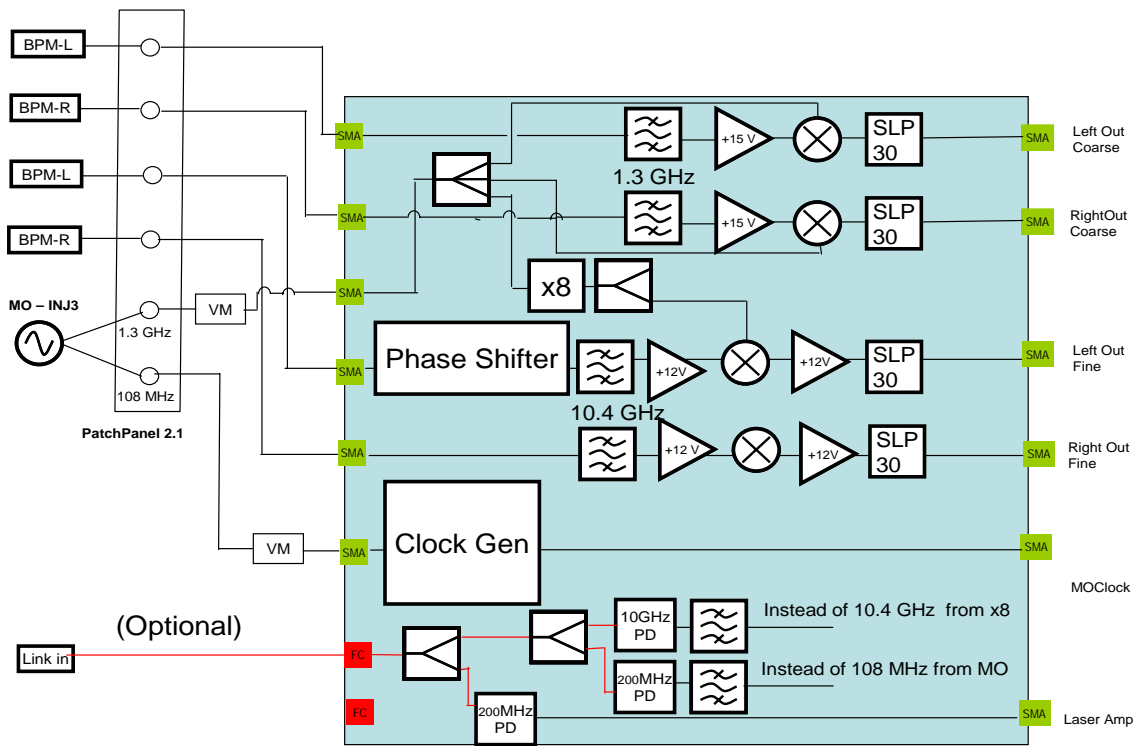 BPM-L
BPM-R
BPM-L
BPM-R
MO – INJ3
1.3 GHz
108 MHz
PatchPanel 2.1
VM
VM
(Optional)
Link in
SMA
SMA
SMA
SMA
SMA
SMA
FC
FC
1.3 GHz
+15 V
SLP
30
SMA
Left Out
Coarse
+15 V
SLP
30
SMA
RightOut
Coarse
x8
Phase Shifter
10.4 GHz
+12V
+12V
SLP
30
SMA
Left Out
Fine
+12 V
+12V
SLP
30
SMA
Right Out
Fine
Clock Gen
SMA
MOClock
10GHz
PD
Instead of 10.4 GHz from x8
200MHz
PD
Instead of 108 MHz from MO
200MHz
PD
SMA
Laser Amp